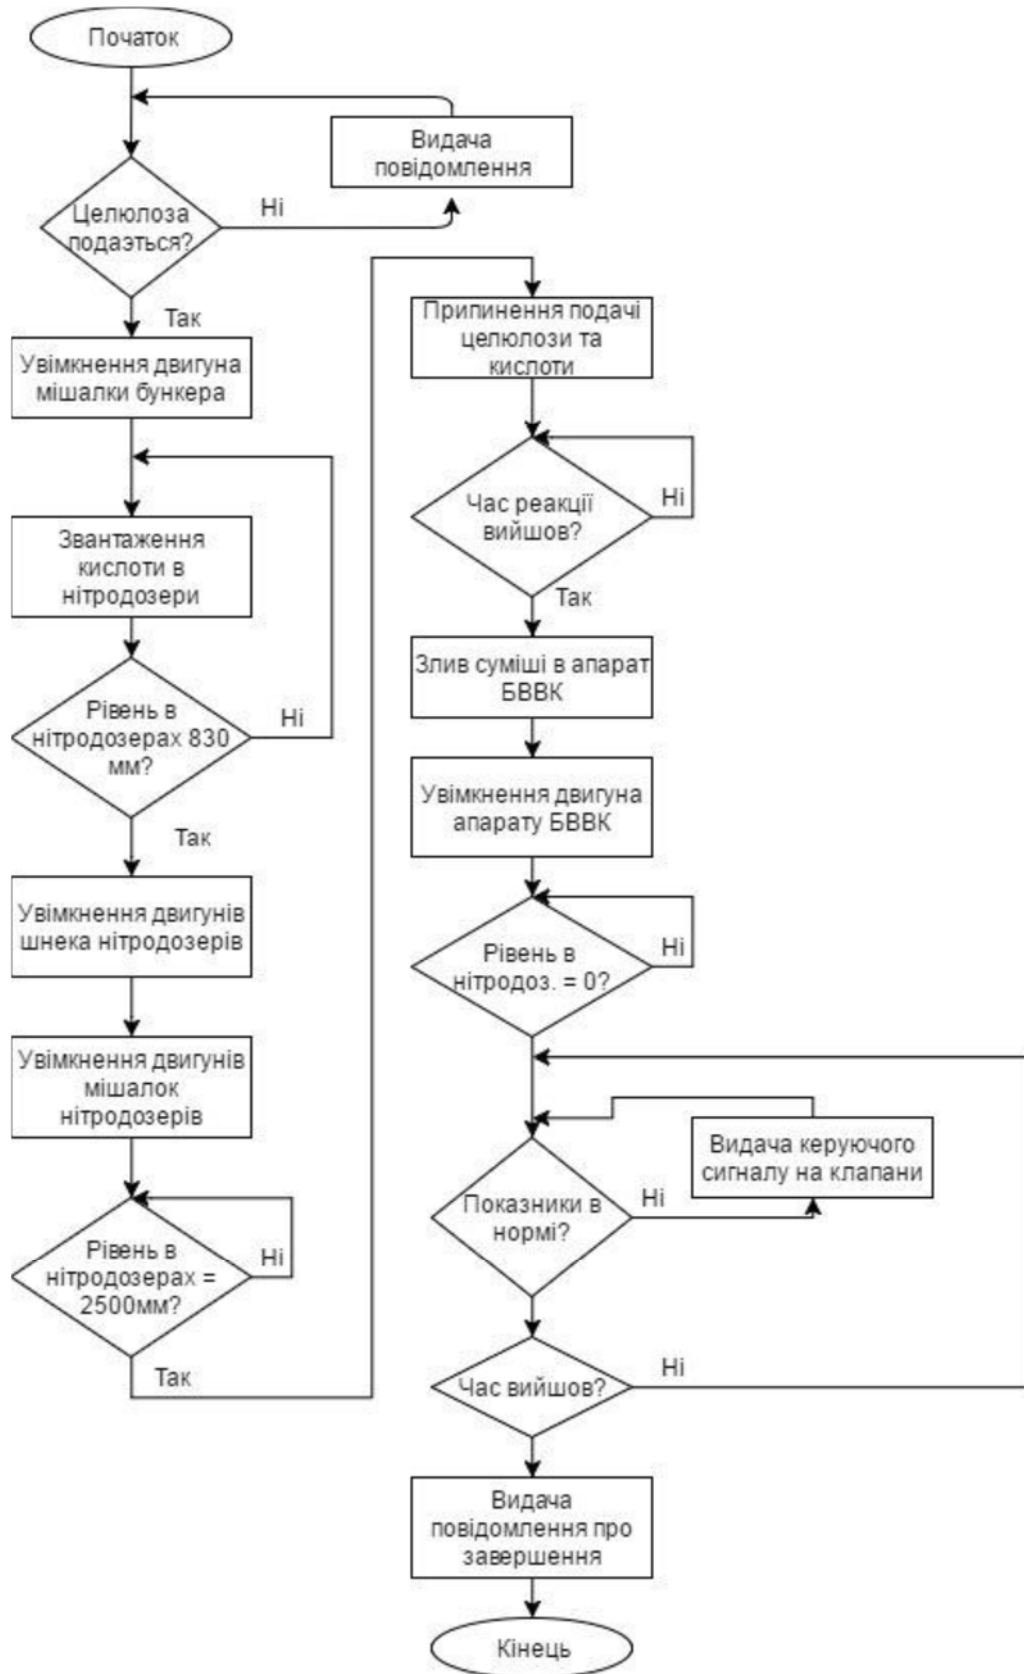 Початок
Видача
повідомлення
Ні
Целюлоза
подаэться?
Так
Увімкнення двигуна
мішалки бункера
Звантаження
кислоти в
нітродозери
Рівень в
нітродозерах 830
мм?
Ні
Так
Увімкнення двигунів
шнека нітродозерів
Увімкнення двигунів
мішалок
нітродозерів
Рівень в
нітродозерах =
2500мм?
Ні
Так
Припинення подачі
целюлози та
кислоти
Час реакції
вийшов?
Ні
Так
Злив суміші в апарат
БВВК
Увімкнення двигуна
апарату БВВК
Рівень в
нітродоз. = 0?
Ні
Видача керуючого
сигналу на клапани
Показники в
нормі?
Ні
Час вийшов?
Ні
Видача
повідомлення про
завершення
Кінець